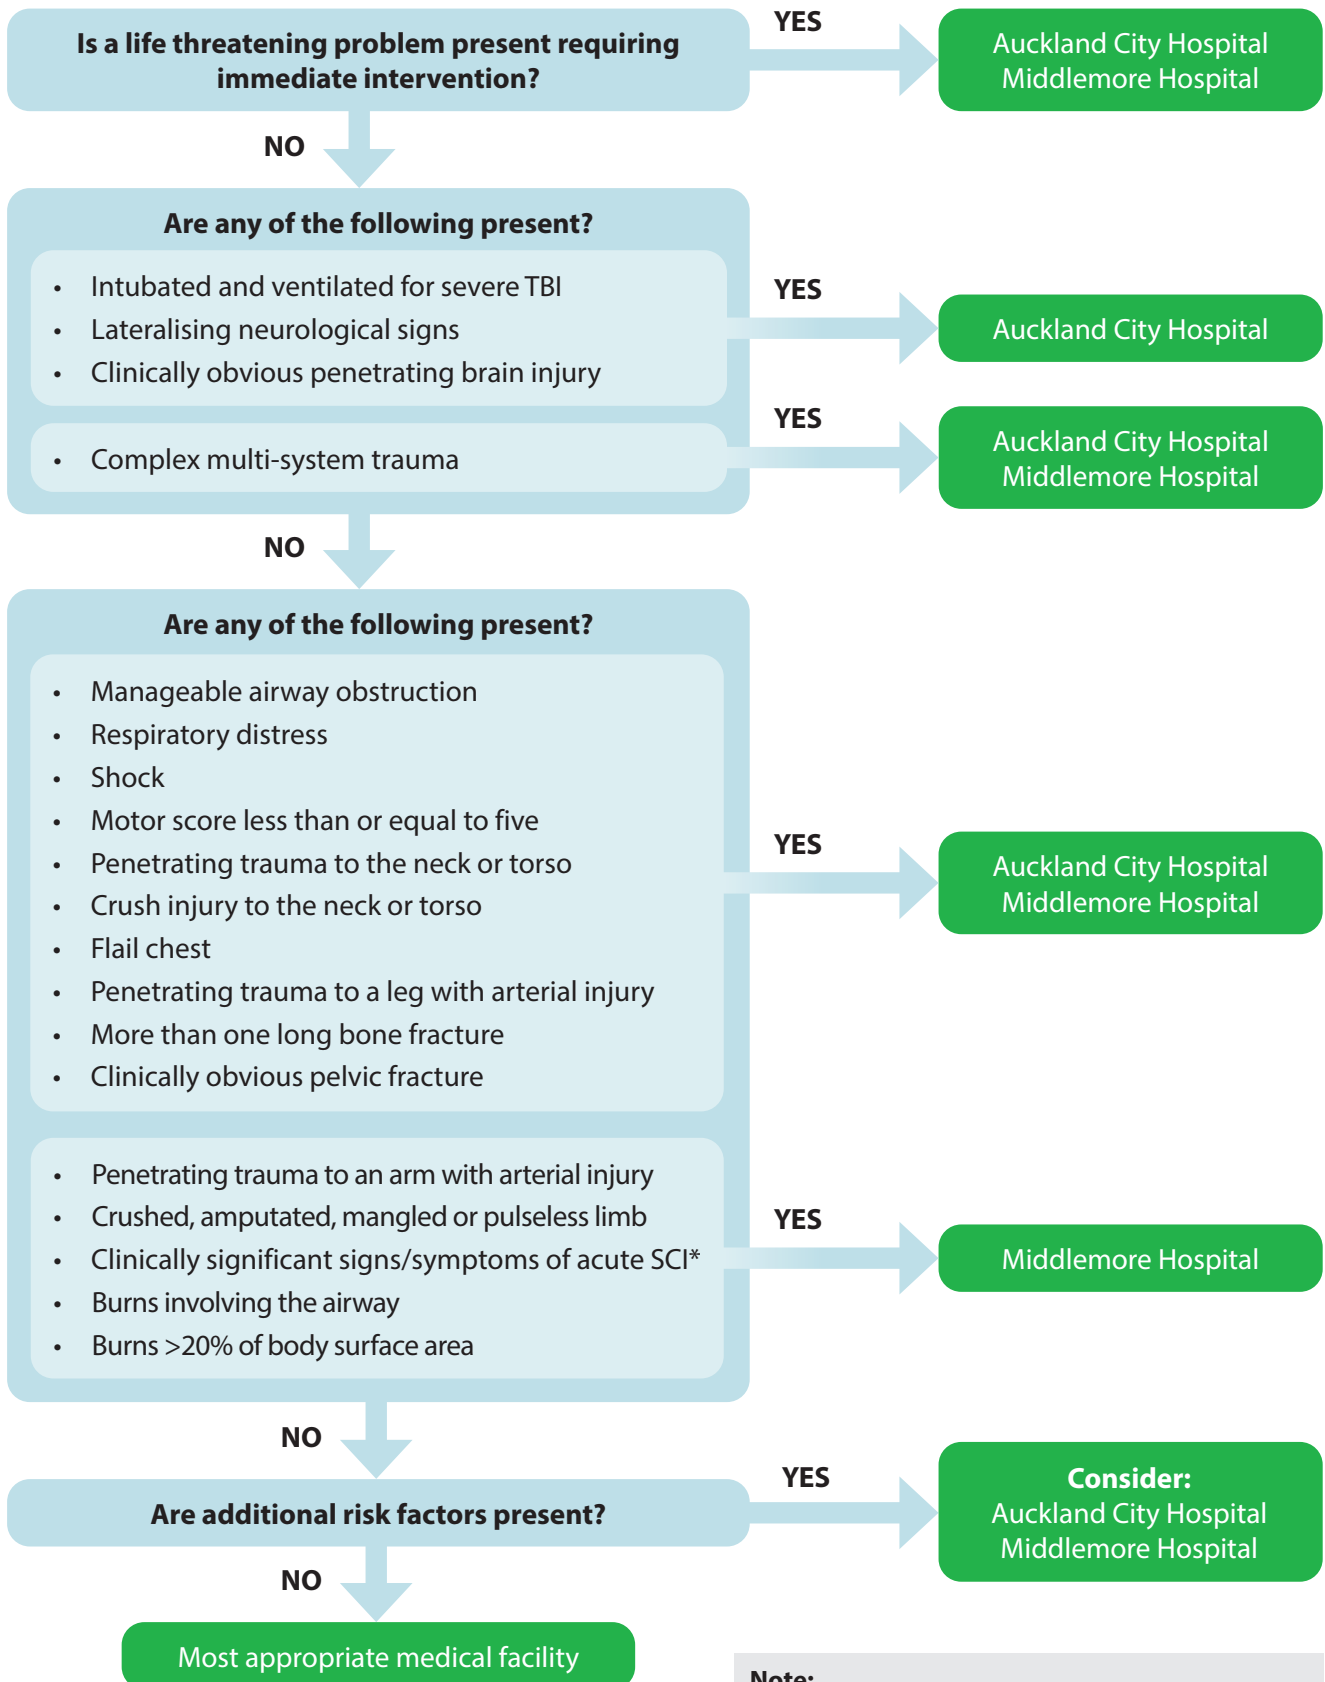 Is a life threatening problem present requiring
immediate intervention?
YES
Auckland City Hospital
Middlemore Hospital
NO
Are any of the following present?
• Intubated and ventilated for severe TBI
• Lateralising neurological signs
• Clinically obvious penetrating brain injury
YES
Auckland City Hospital
• Complex multi-system trauma
YES
Auckland City Hospital
Middlemore Hospital
NO
Are any of the following present?
• Manageable airway obstruction
• Respiratory distress
• Shock
• Motor score less than or equal to five
• Penetrating trauma to the neck or torso
• Crush injury to the neck or torso
• Flail chest
• Penetrating trauma to a leg with arterial injury
• More than one long bone fracture
• Clinically obvious pelvic fracture
YES
Auckland City Hospital
Middlemore Hospital
• Penetrating trauma to an arm with arterial injury
• Crushed, amputated, mangled or pulseless limb
• Clinically significant signs/symptoms of acute SCI*
• Burns involving the airway
• Burns >20% of body surface area
YES
Middlemore Hospital
NO
Are additional risk factors present?
YES
Consider:
Auckland City Hospital
Middlemore Hospital
NO
Most appropriate medical facility
Note: